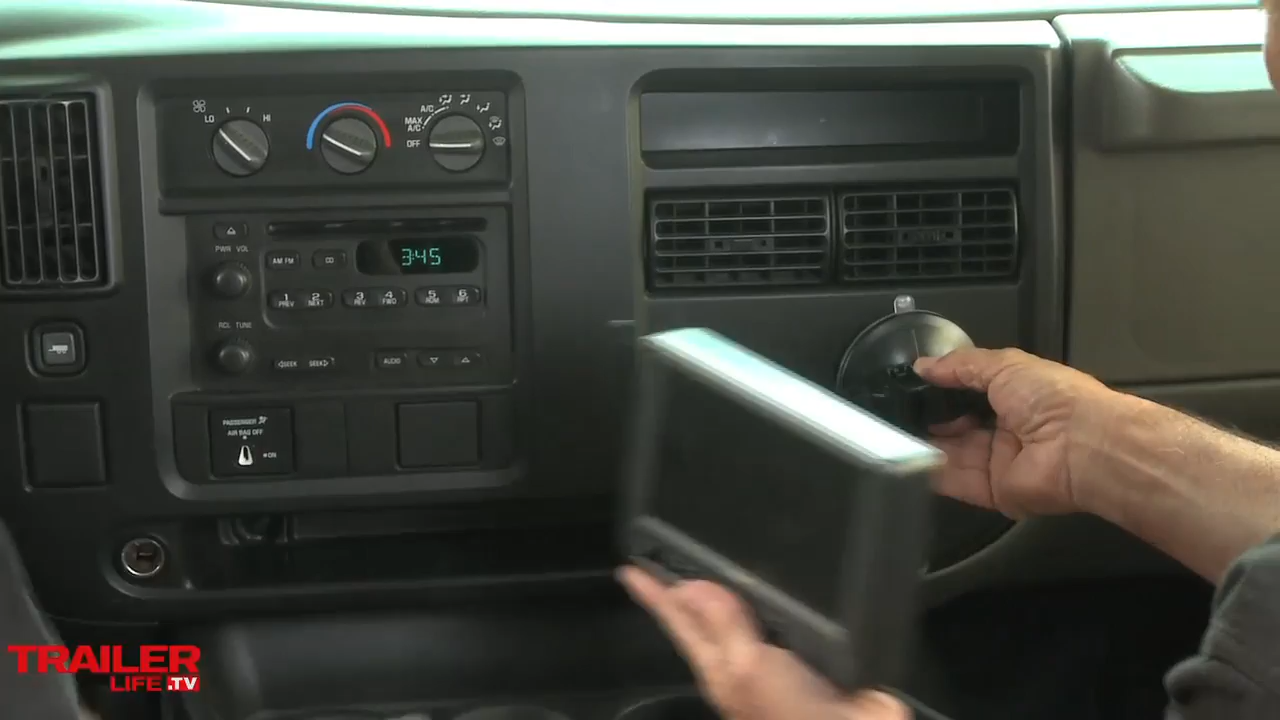 LO
HI
A/C
MAX
A/C
OFF
PWR VOL
AM FM
3:45
1 2 3 4 5 6
PREV NEXT REV FWD RDM RPT
RCL TUNE
SEEK SEEK
AUDIO
PASSENGER
AIR BAG OFF
ON
TRAILER
LIFE.TV